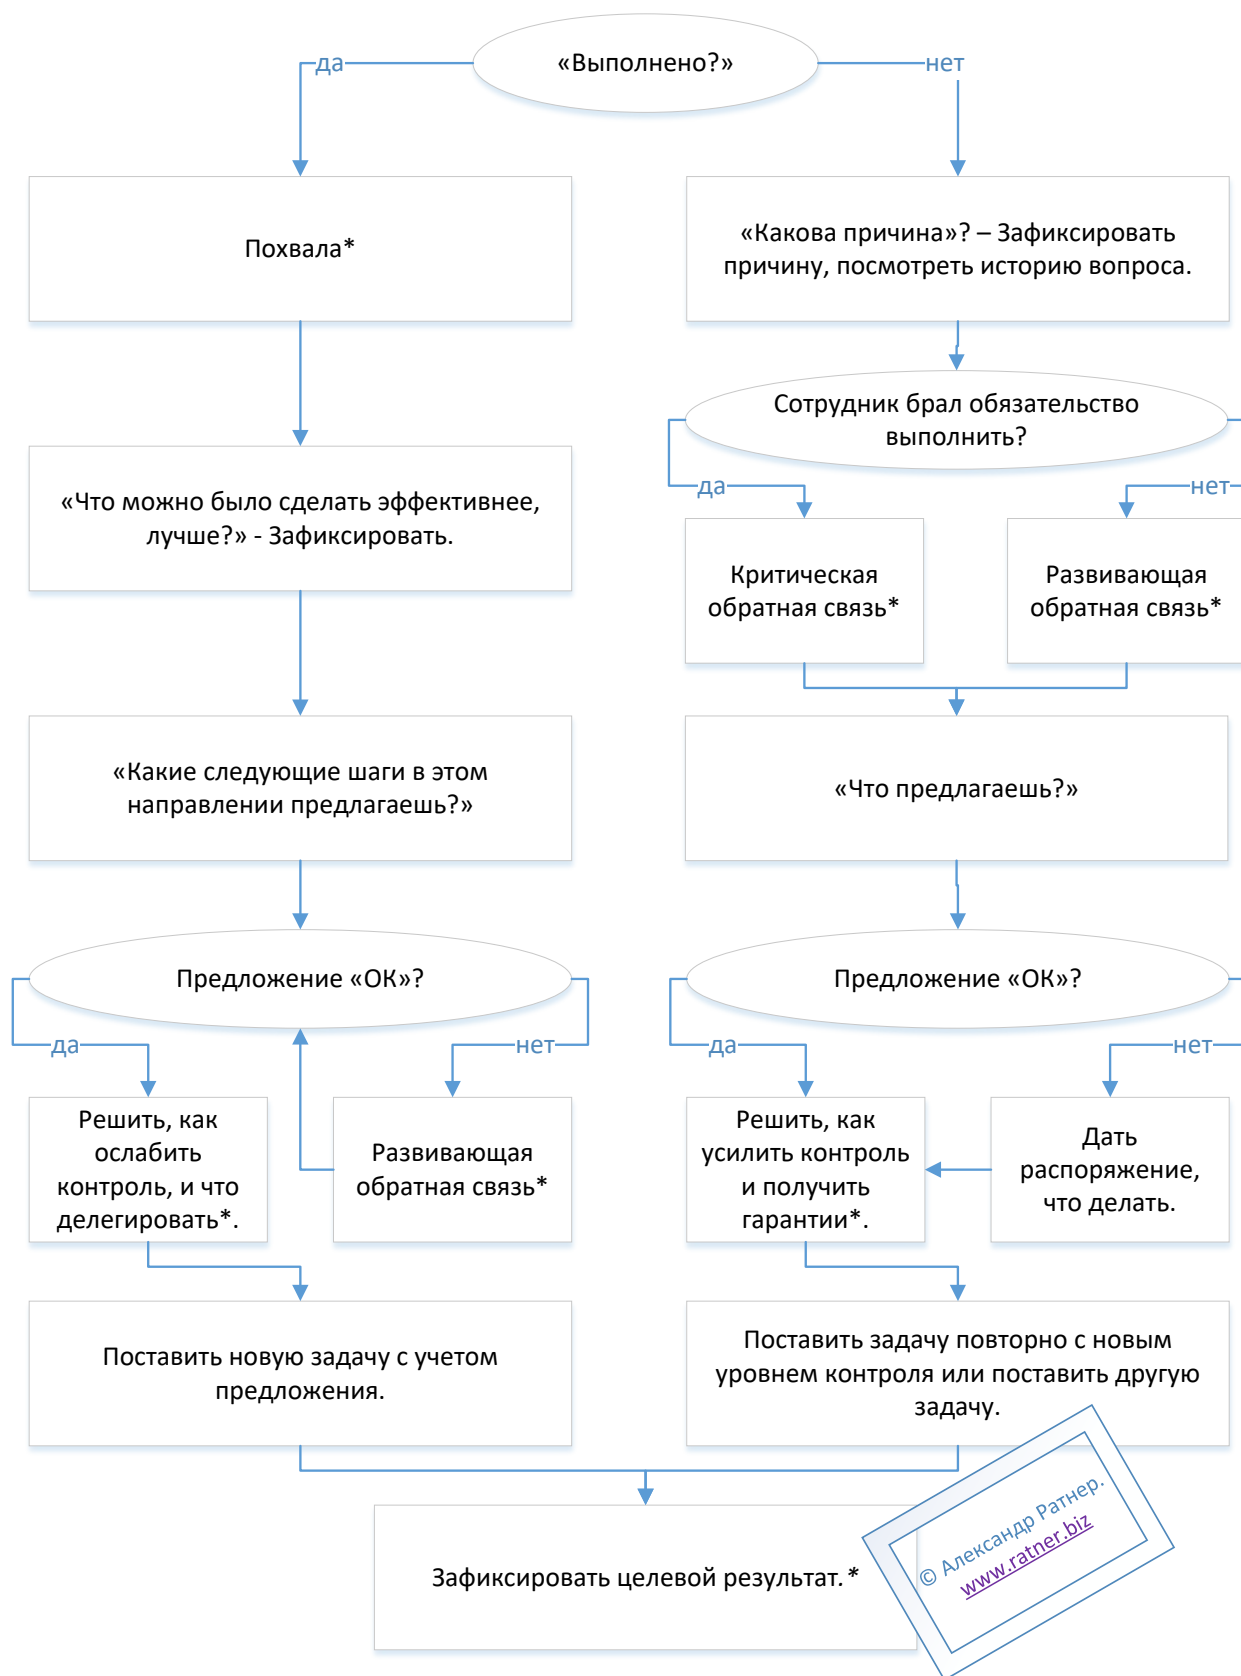 «Выполнено?»
да
нет
Похвала*
«Какова причина»? – Зафиксировать
причину, посмотреть историю вопроса.
Сотрудник брал обязательство
выполнить?
«Что можно было сделать эффективнее,
лучше?» - Зафиксировать.
да
нет
Критическая
обратная связь*
Развивающая
обратная связь*
«Какие следующие шаги в этом
направлении предлагаешь?»
«Что предлагаешь?»
Предложение «ОК»?
Предложение «ОК»?
да
нет
да
нет
Решить, как
ослабить
контроль, и что
делегировать*.
Развивающая
обратная связь*
Решить, как
усилить контроль
и получить
гарантии*.
Дать
распоряжение,
что делать.
Поставить новую задачу с учетом
предложения.
Поставить задачу повторно с новым
уровнем контроля или поставить другую
задачу.
Зафиксировать целевой результат.*
© Александр Ратнер.
www.ratner.biz